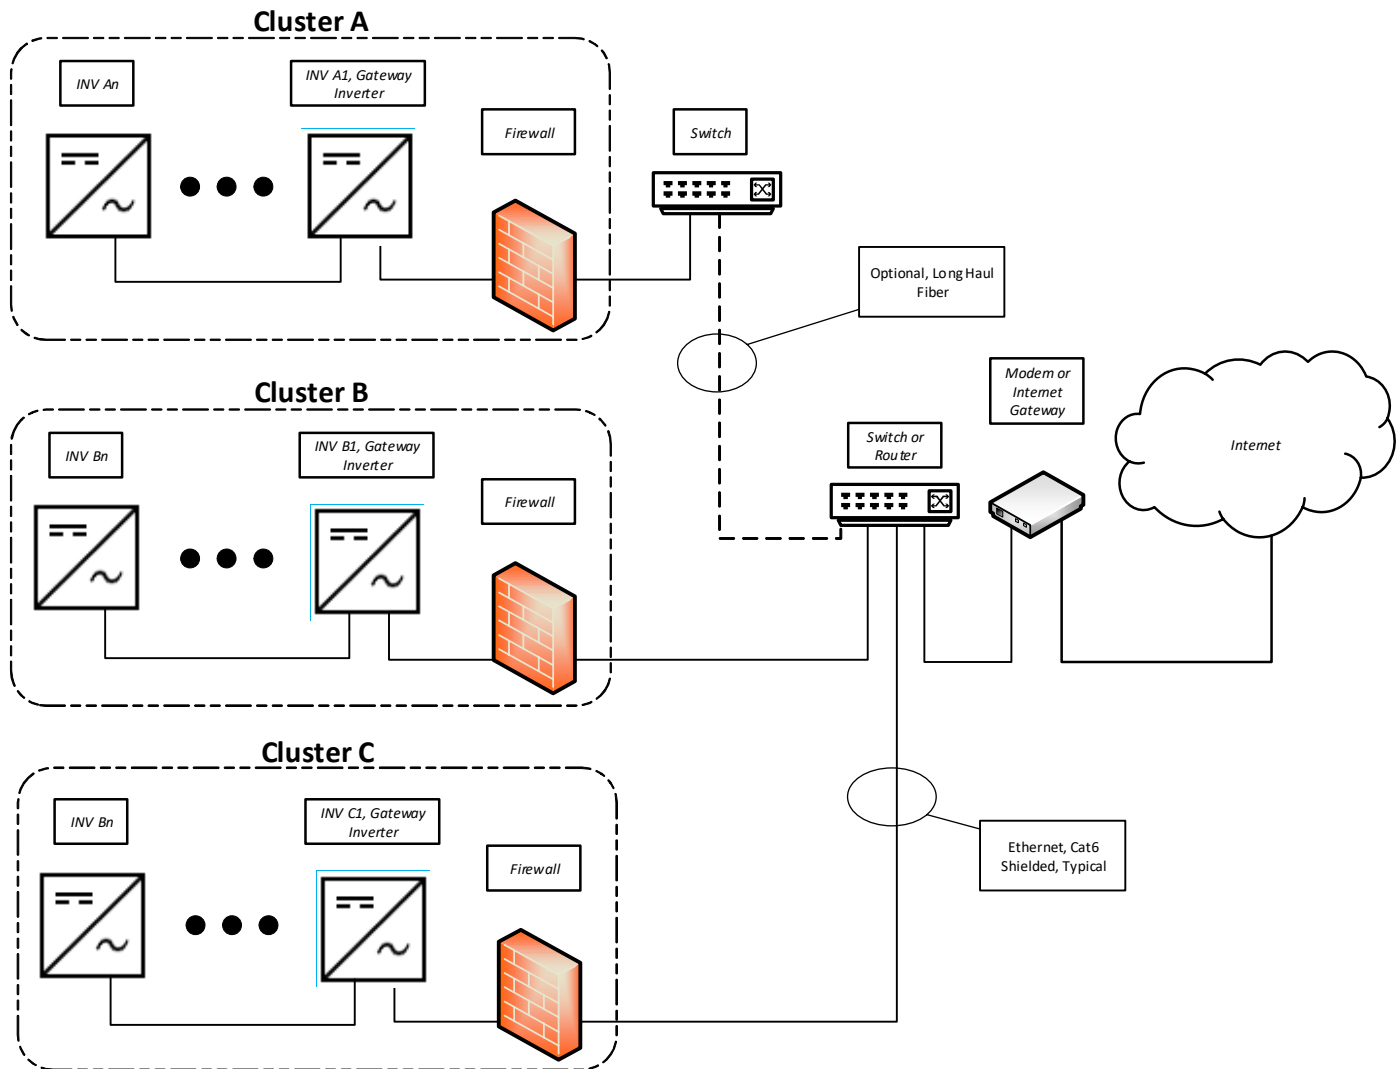 Cluster A
INV An
INV A1, Gateway
Inverter
Firewall
Switch
Optional, Long Haul
Fiber
Cluster B
INV Bn
INV B1, Gateway
Inverter
Firewall
Switch or
Router
Modem or
Internet
Gateway
Internet
Cluster C
INV Bn
INV C1, Gateway
Inverter
Firewall
Ethernet, Cat6
Shielded, Typical